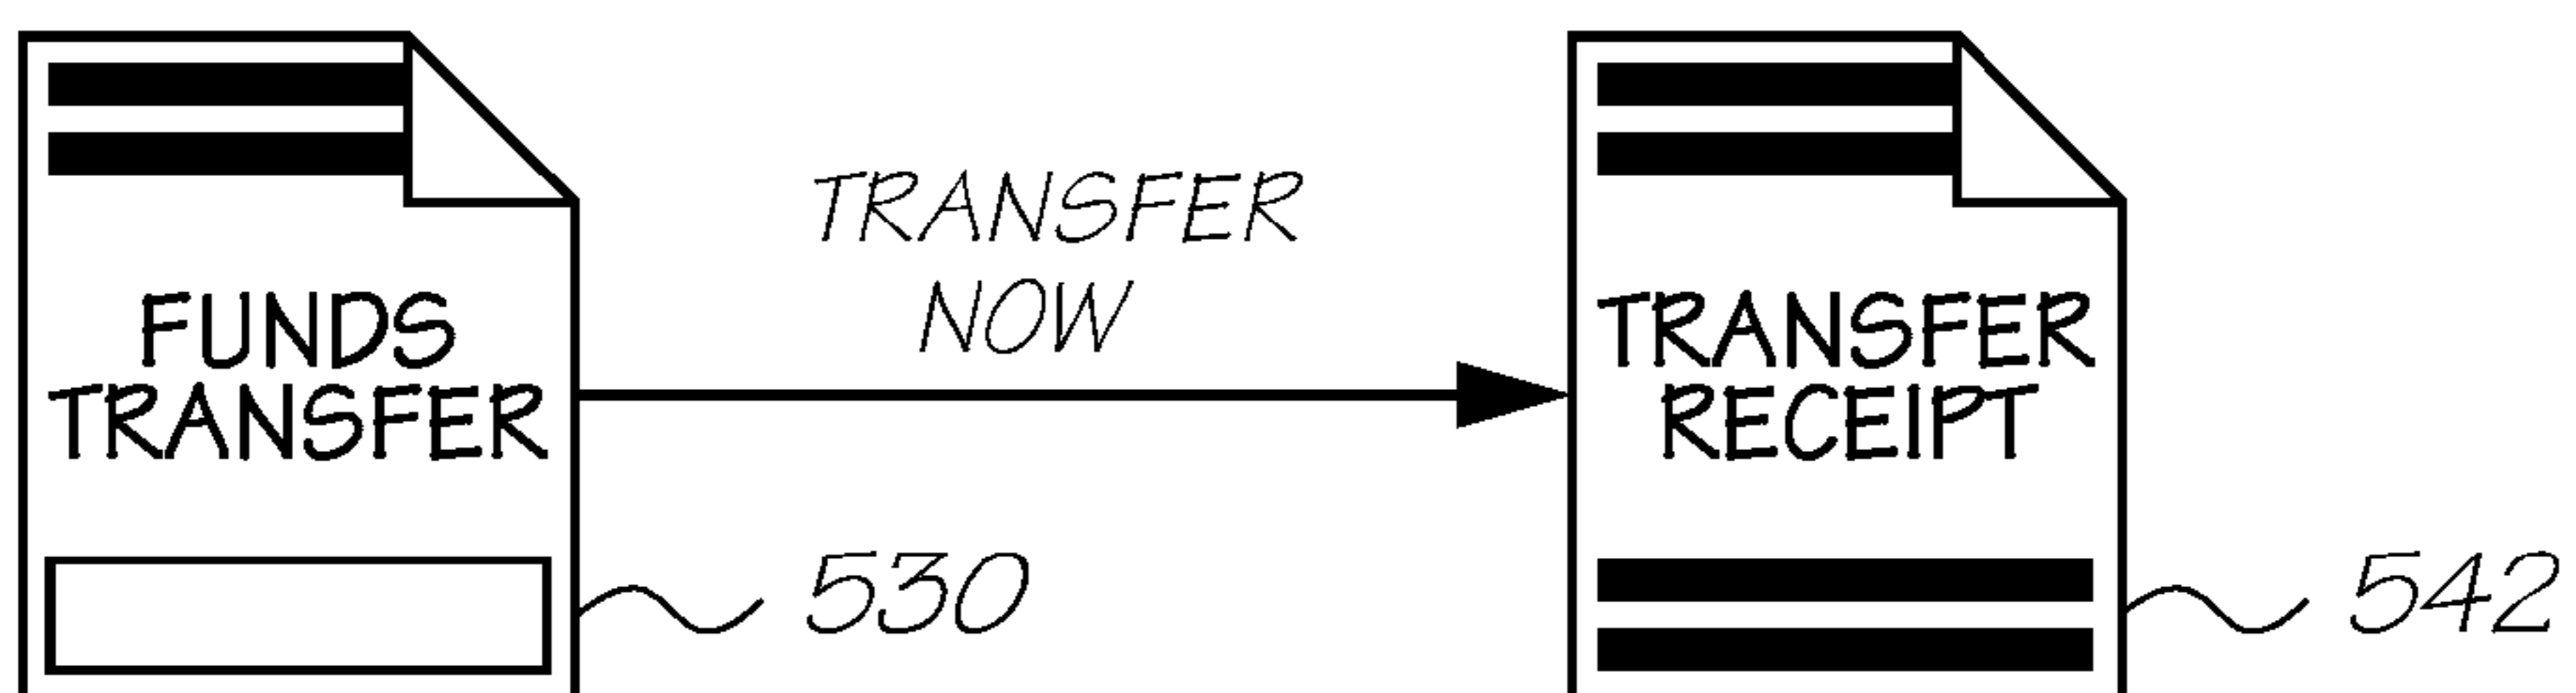 FUNDS
TRANSFER
TRANSFER
NOW
TRANSFER
RECEIPT
530
542